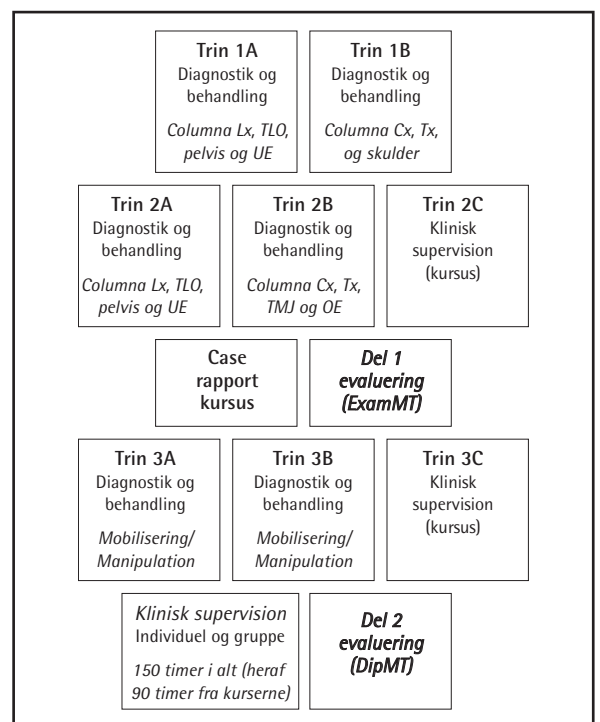 Trin 1A
Diagnostik og
behandling
Columna Lx, TLO,
pelvis og UE
Trin 1B
Diagnostik og
behandling
Columna Cx, Tx,
og skulder
Trin 2A
Diagnostik og
behandling
Columna Lx, TLO,
pelvis og UE
Trin 2B
Diagnostik og
behandling
Columna Cx, Tx,
TMJ og OE
Trin 2C
Klinisk
supervision
(kursus)
Case
rapport
kursus
Del 1
evaluering
(ExamMT)
Trin 3A
Diagnostik og
behandling
Mobilisering/
Manipulation
Trin 3B
Diagnostik og
behandling
Mobilisering/
Manipulation
Trin 3C
Klinisk
supervision
(kursus)
Klinisk supervision
Individuel og gruppe
150 timer i alt (heraf
90 timer fra kurserne)
Del 2
evaluering
(DipMT)